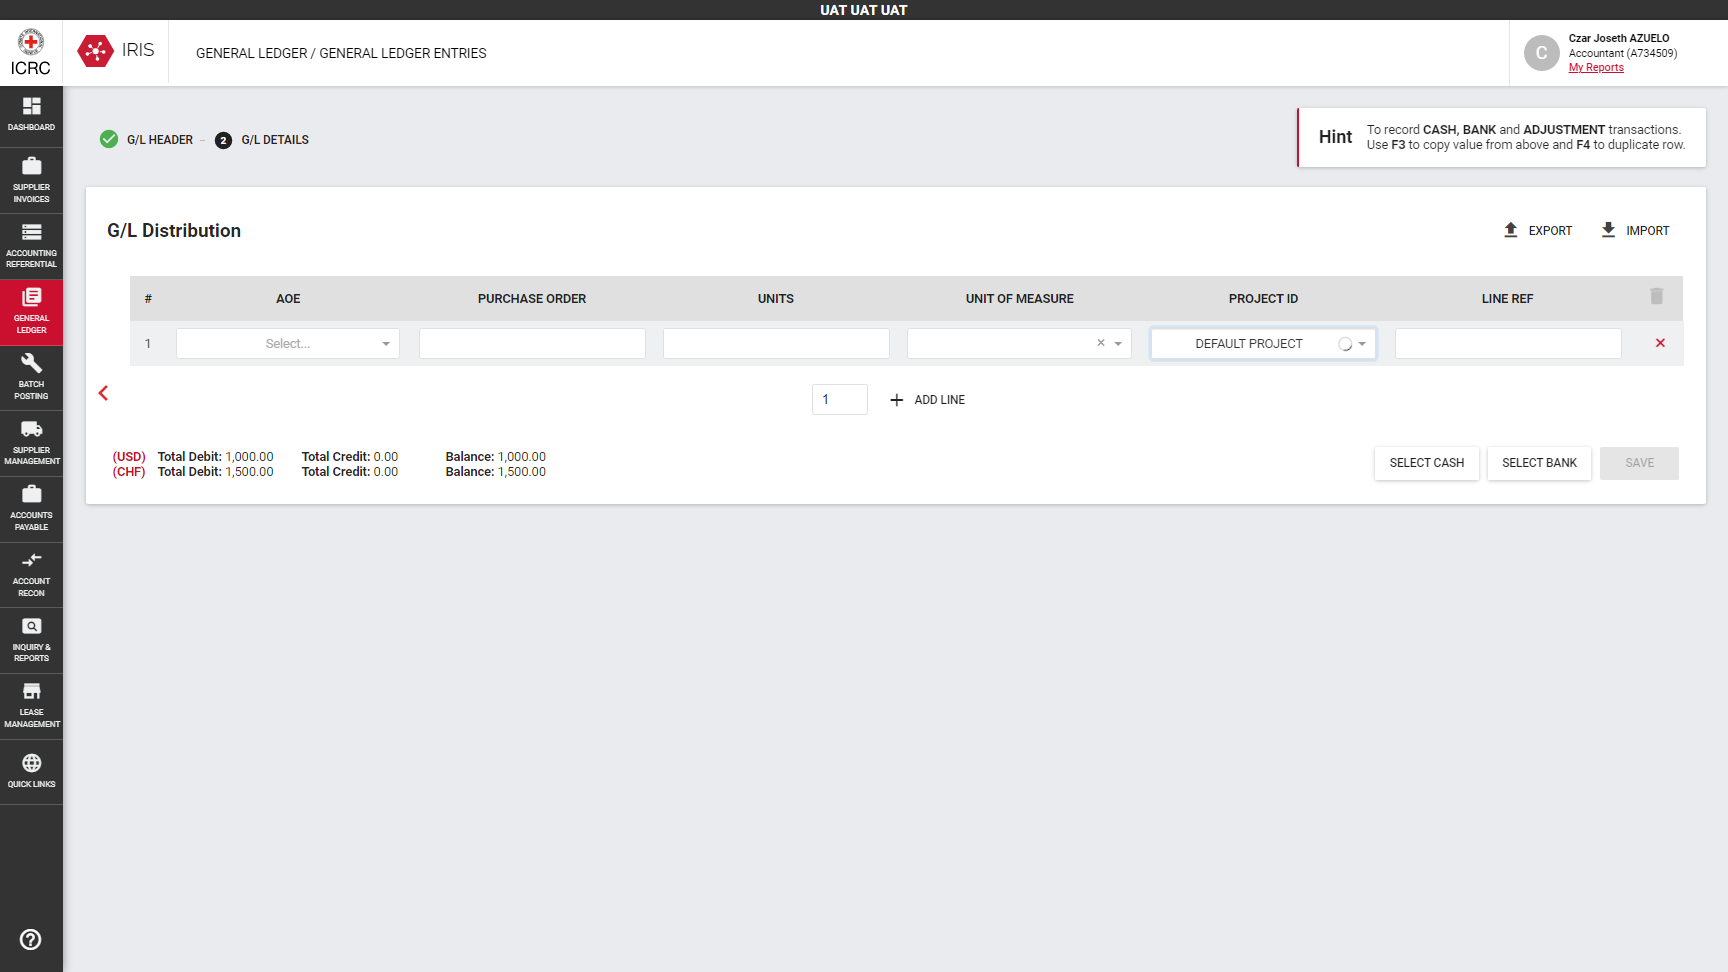 UAT UAT UAT
ICRC
IRIS
GENERAL LEDGER / GENERAL LEDGER ENTRIES
C
Czar Joseth AZUELO
Accountant (A734509)
My Reports
DASHBOARD
SUPPLIER
INVOICES
ACCOUNTING
REFERENTIAL
GENERAL
LEDGER
BATCH
POSTING
SUPPLIER
MANAGEMENT
ACCOUNTS
PAYABLE
ACCOUNT
RECON
INQUIRY &
REPORTS
LEASE
MANAGEMENT
QUICK LINKS
G/L HEADER
2 G/L DETAILS
Hint
To record CASH, BANK and ADJUSTMENT transactions.
Use F3 to copy value from above and F4 to duplicate row.
G/L Distribution
EXPORT
IMPORT
# AOE PURCHASE ORDER UNITS UNIT OF MEASURE PROJECT ID LINE REF
1 Select... DEFAULT PROJECT
1 ADD LINE
(USD) Total Debit: 1,000.00 Total Credit: 0.00 Balance: 1,000.00
(CHF) Total Debit: 1,500.00 Total Credit: 0.00 Balance: 1,500.00
SELECT CASH
SELECT BANK
SAVE